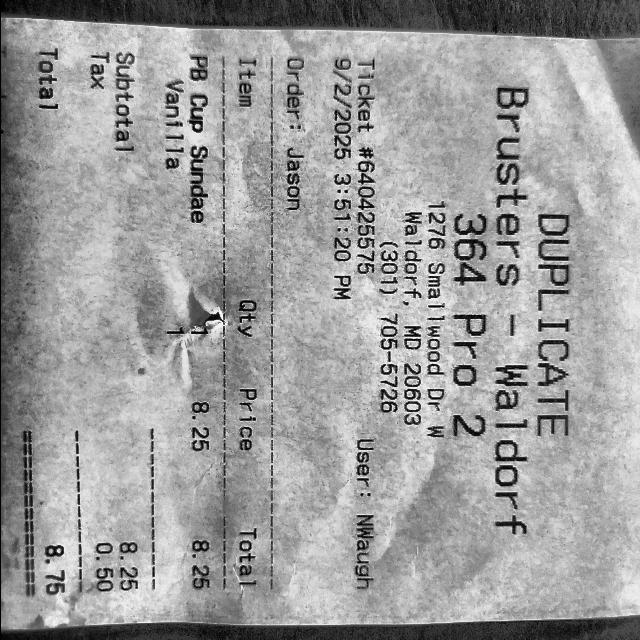 DUPLICATE
Brusters - Waldorf
364 Pro 2
1276 Smallwood Dr W
Waldorf, MD 20603
(301) 705-5726
Ticket #640425575 User: NWaugh
9/2/2025 3:51:20 PM
Order: Jason
Item Qty Price Total
PB Cup Sundae 1 8.25 8.25
Vanilla 1
Subtotal 8.25
Tax 0.50
Total 8.75